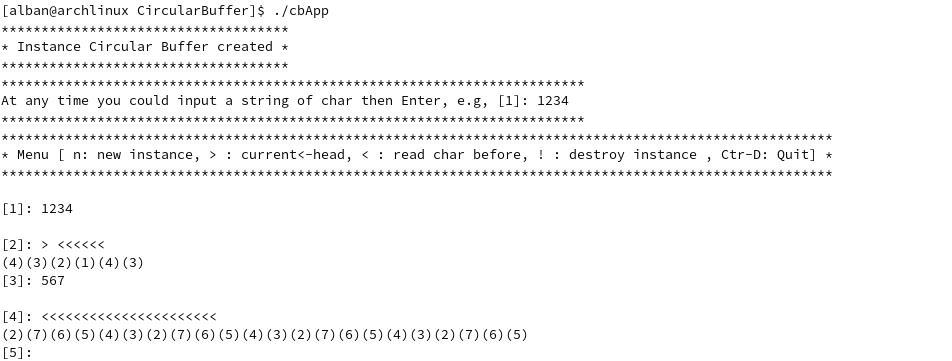 [alban@archlinux CircularBuffer]$ ./cbApp
************************************
* Instance Circular Buffer created *
************************************
*************************************************************************
At any time you could input a string of char then Enter, e.g, [1]: 1234
*************************************************************************
********************************************************************************************************
* Menu [ n: new instance, > : current<-head, < : read char before, ! : destroy instance , Ctr-D: Quit] *
********************************************************************************************************
[1]: 1234
[2]: > <<<<<<
(4)(3)(2)(1)(4)(3)
[3]: 567
[4]: <<<<<<<<<<<<<<<<<<<<<<
(2)(7)(6)(5)(4)(3)(2)(7)(6)(5)(4)(3)(2)(7)(6)(5)(4)(3)(2)(7)(6)(5)
[5]: